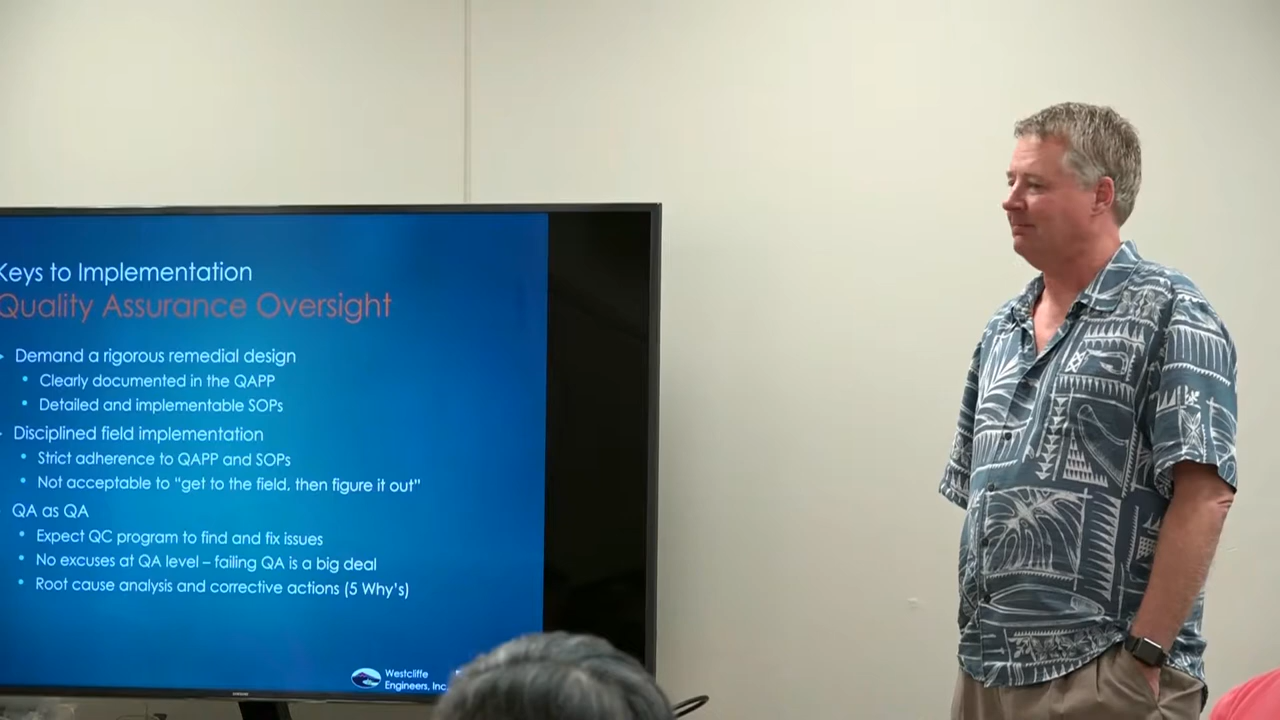 Keys to Implementation
Quality Assurance Oversight
Demand a rigorous remedial design
Clearly documented in the QAPP
Detailed and implementable SOPs
Disciplined field implementation
Strict adherence to QAPP and SOPs
Not acceptable to “get to the field, then figure it out”
QA as QA
Expect QC program to find and fix issues
No excuses at QA level – failing QA is a big deal
Root cause analysis and corrective actions (5 Why’s)
Westcliffe
Engineers, Inc.
SAMSUNG